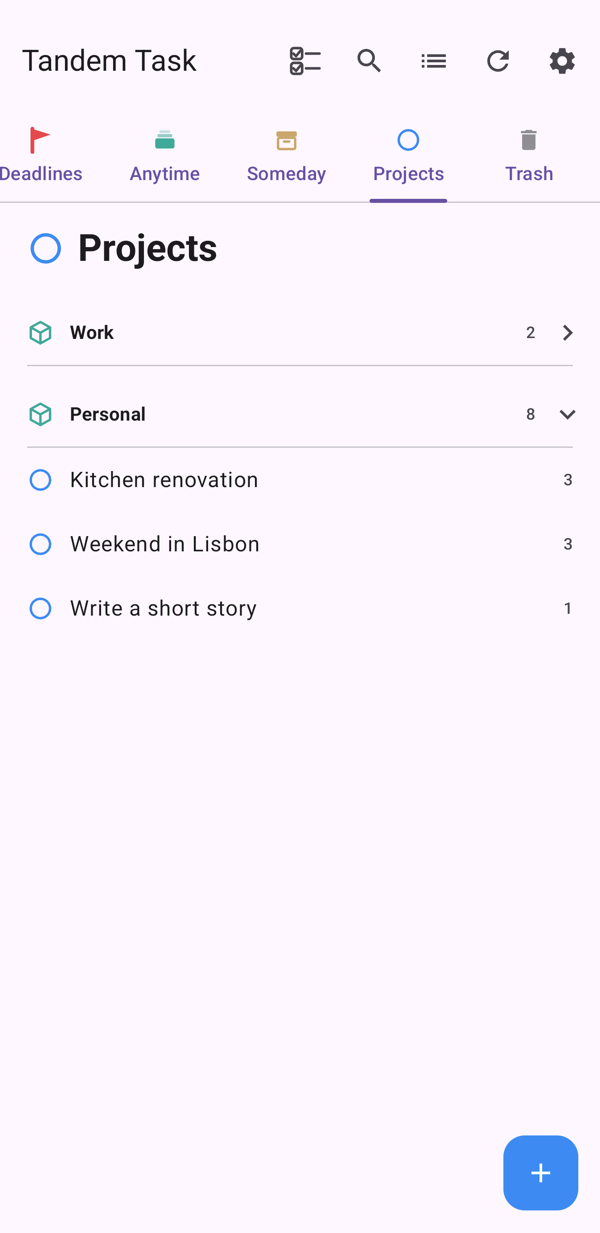 Tandem Task
Deadlines Anytime Someday Projects Trash
Projects
Work 2
Personal 8
Kitchen renovation 3
Weekend in Lisbon 3
Write a short story 1